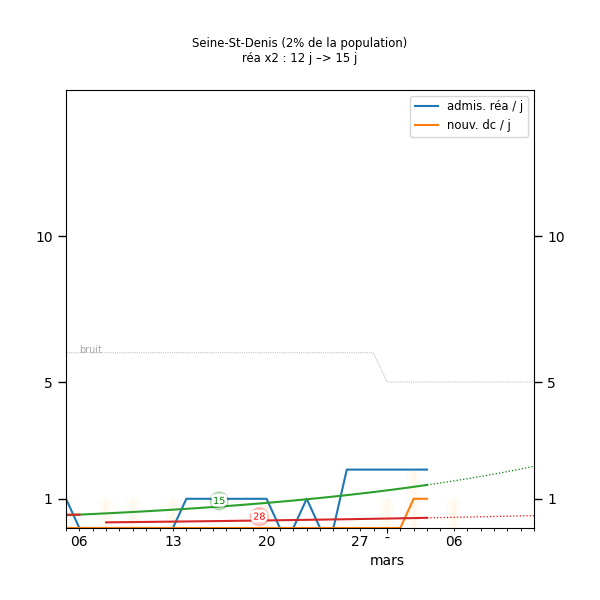 Seine-St-Denis (2% de la population)
réa x2 : 12 j –> 15 j
admis. réa / j
nouv. dc / j
10
10
bruit
5
5
15
1
1
28
06
13
20
27
-
06
mars